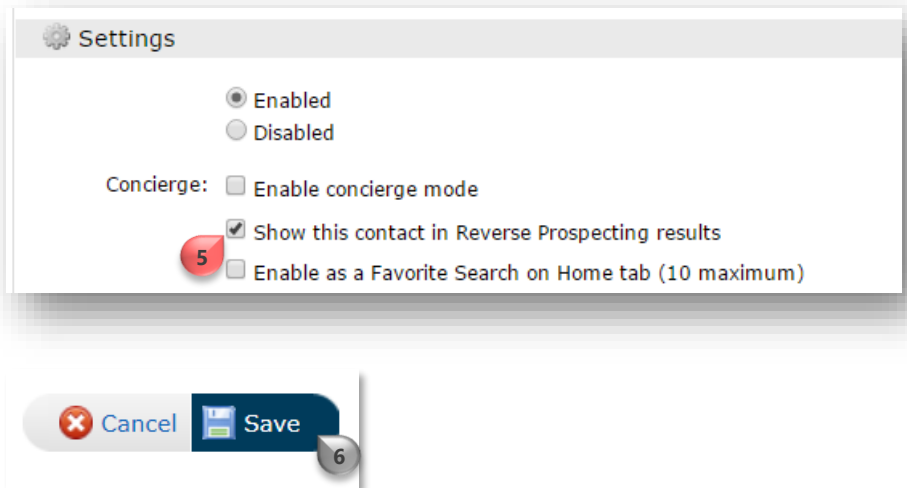 Settings
Enabled
Disabled
Concierge: Enable concierge mode
Show this contact in Reverse Prospecting results
5
Enable as a Favorite Search on Home tab (10 maximum)
Cancel Save
6